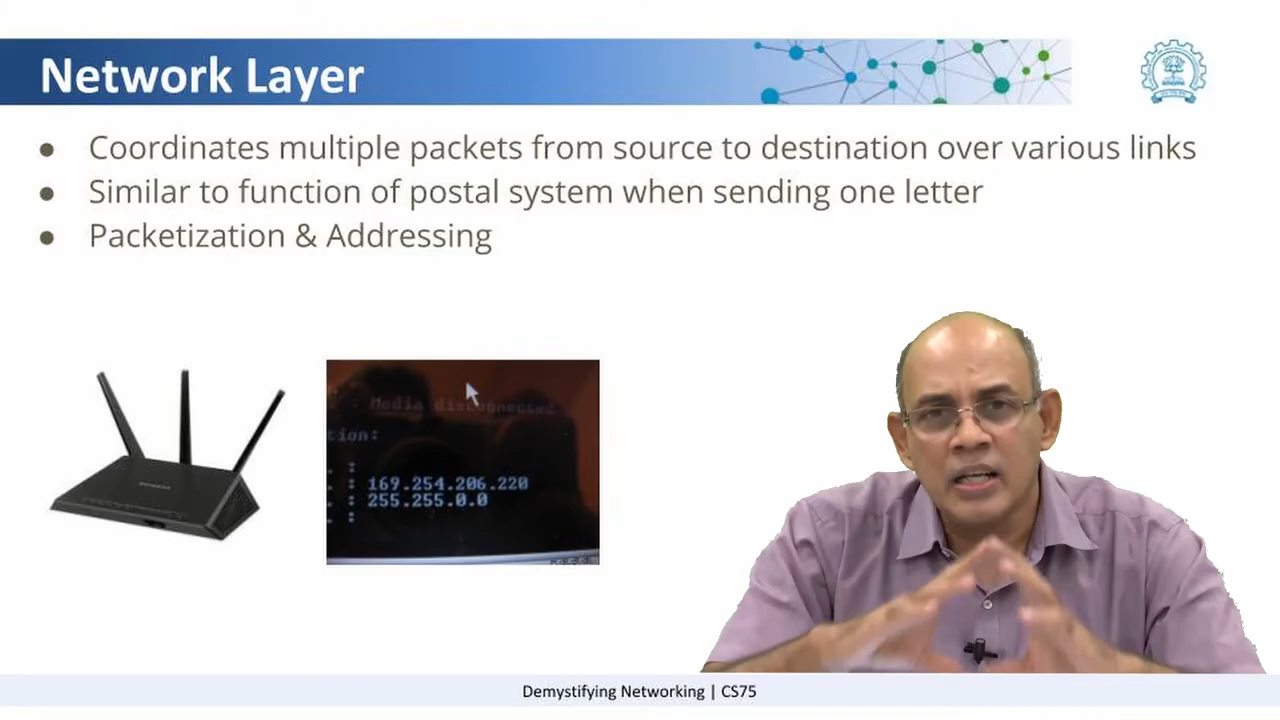 Network Layer
● Coordinates multiple packets from source to destination over various links
● Similar to function of postal system when sending one letter
● Packetization & Addressing
: Media disconnected
tion:
. :
. : 169.254.206.220
. : 255.255.0.0
. :
Demystifying Networking | CS75